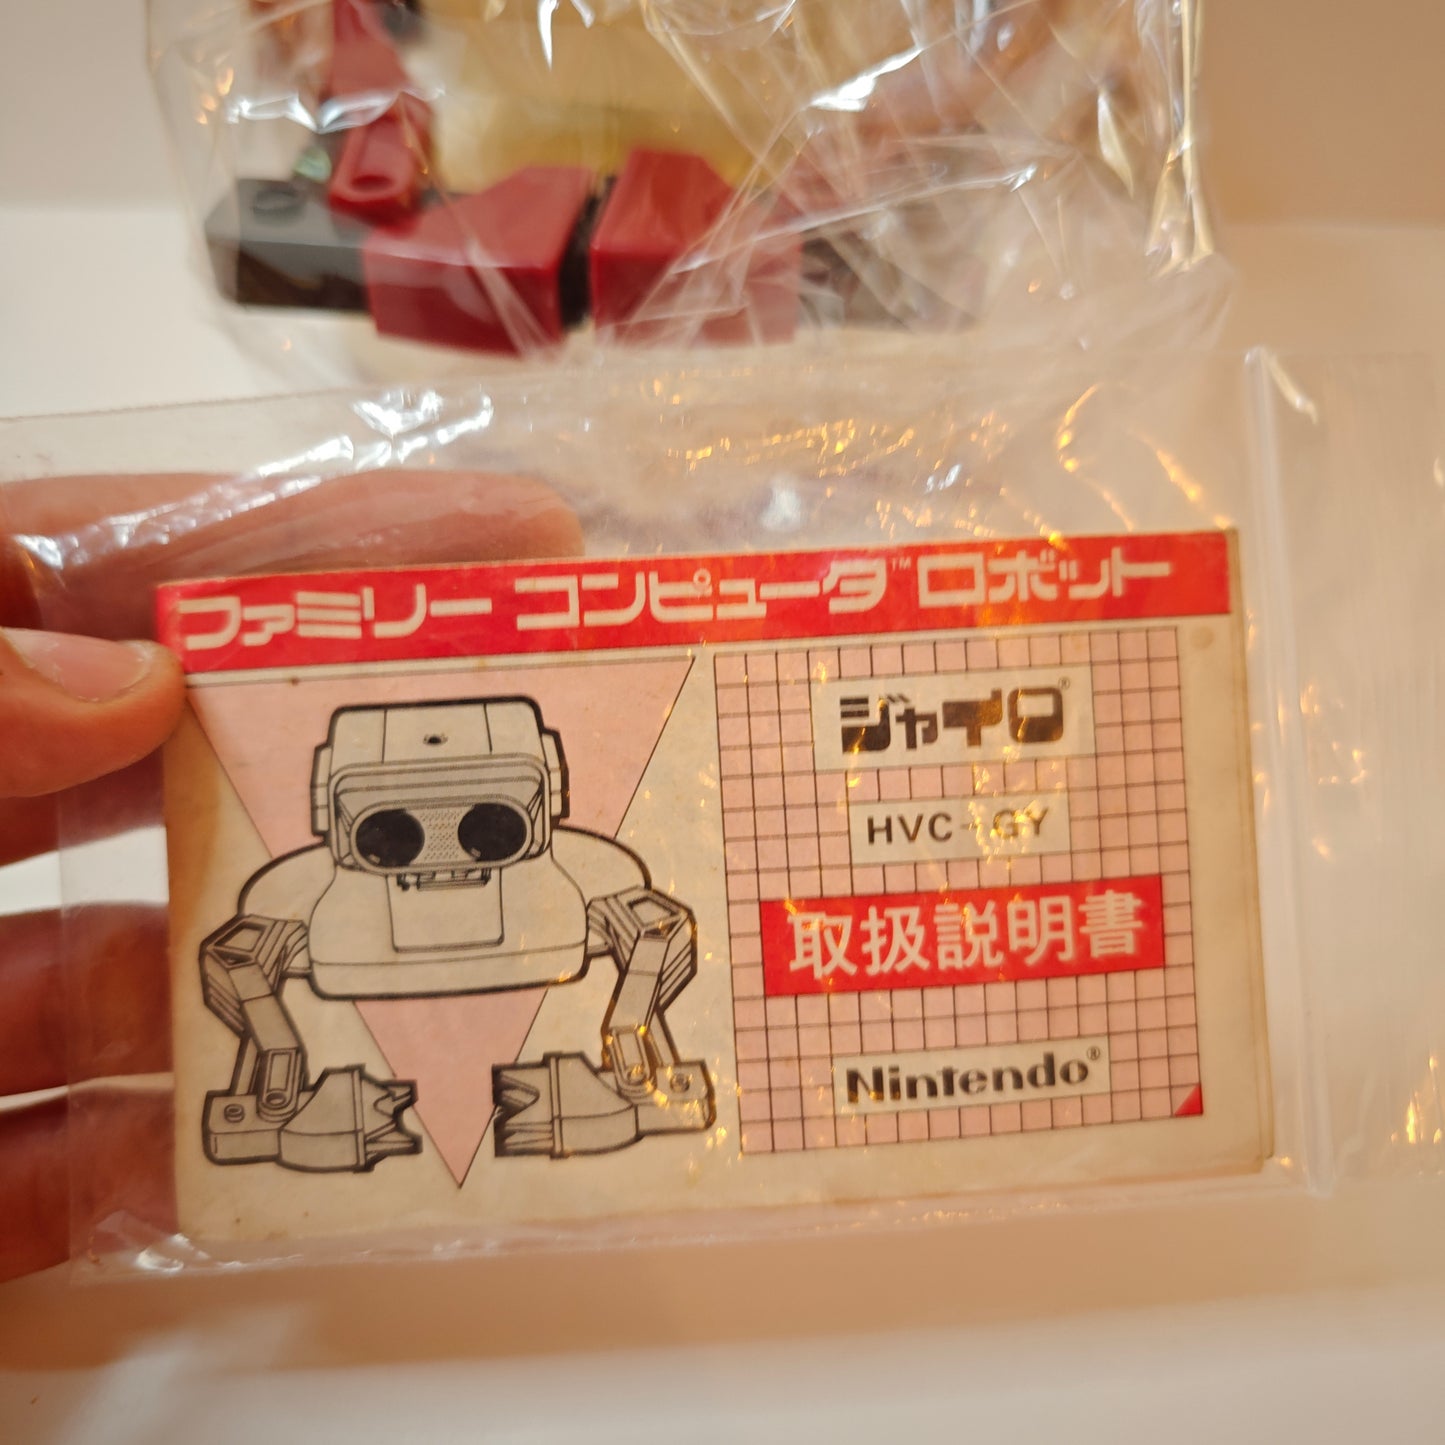 ファミリー コンピュータ™ ロボット
ジャイロ®
HVC-GY
取扱説明書
Nintendo®